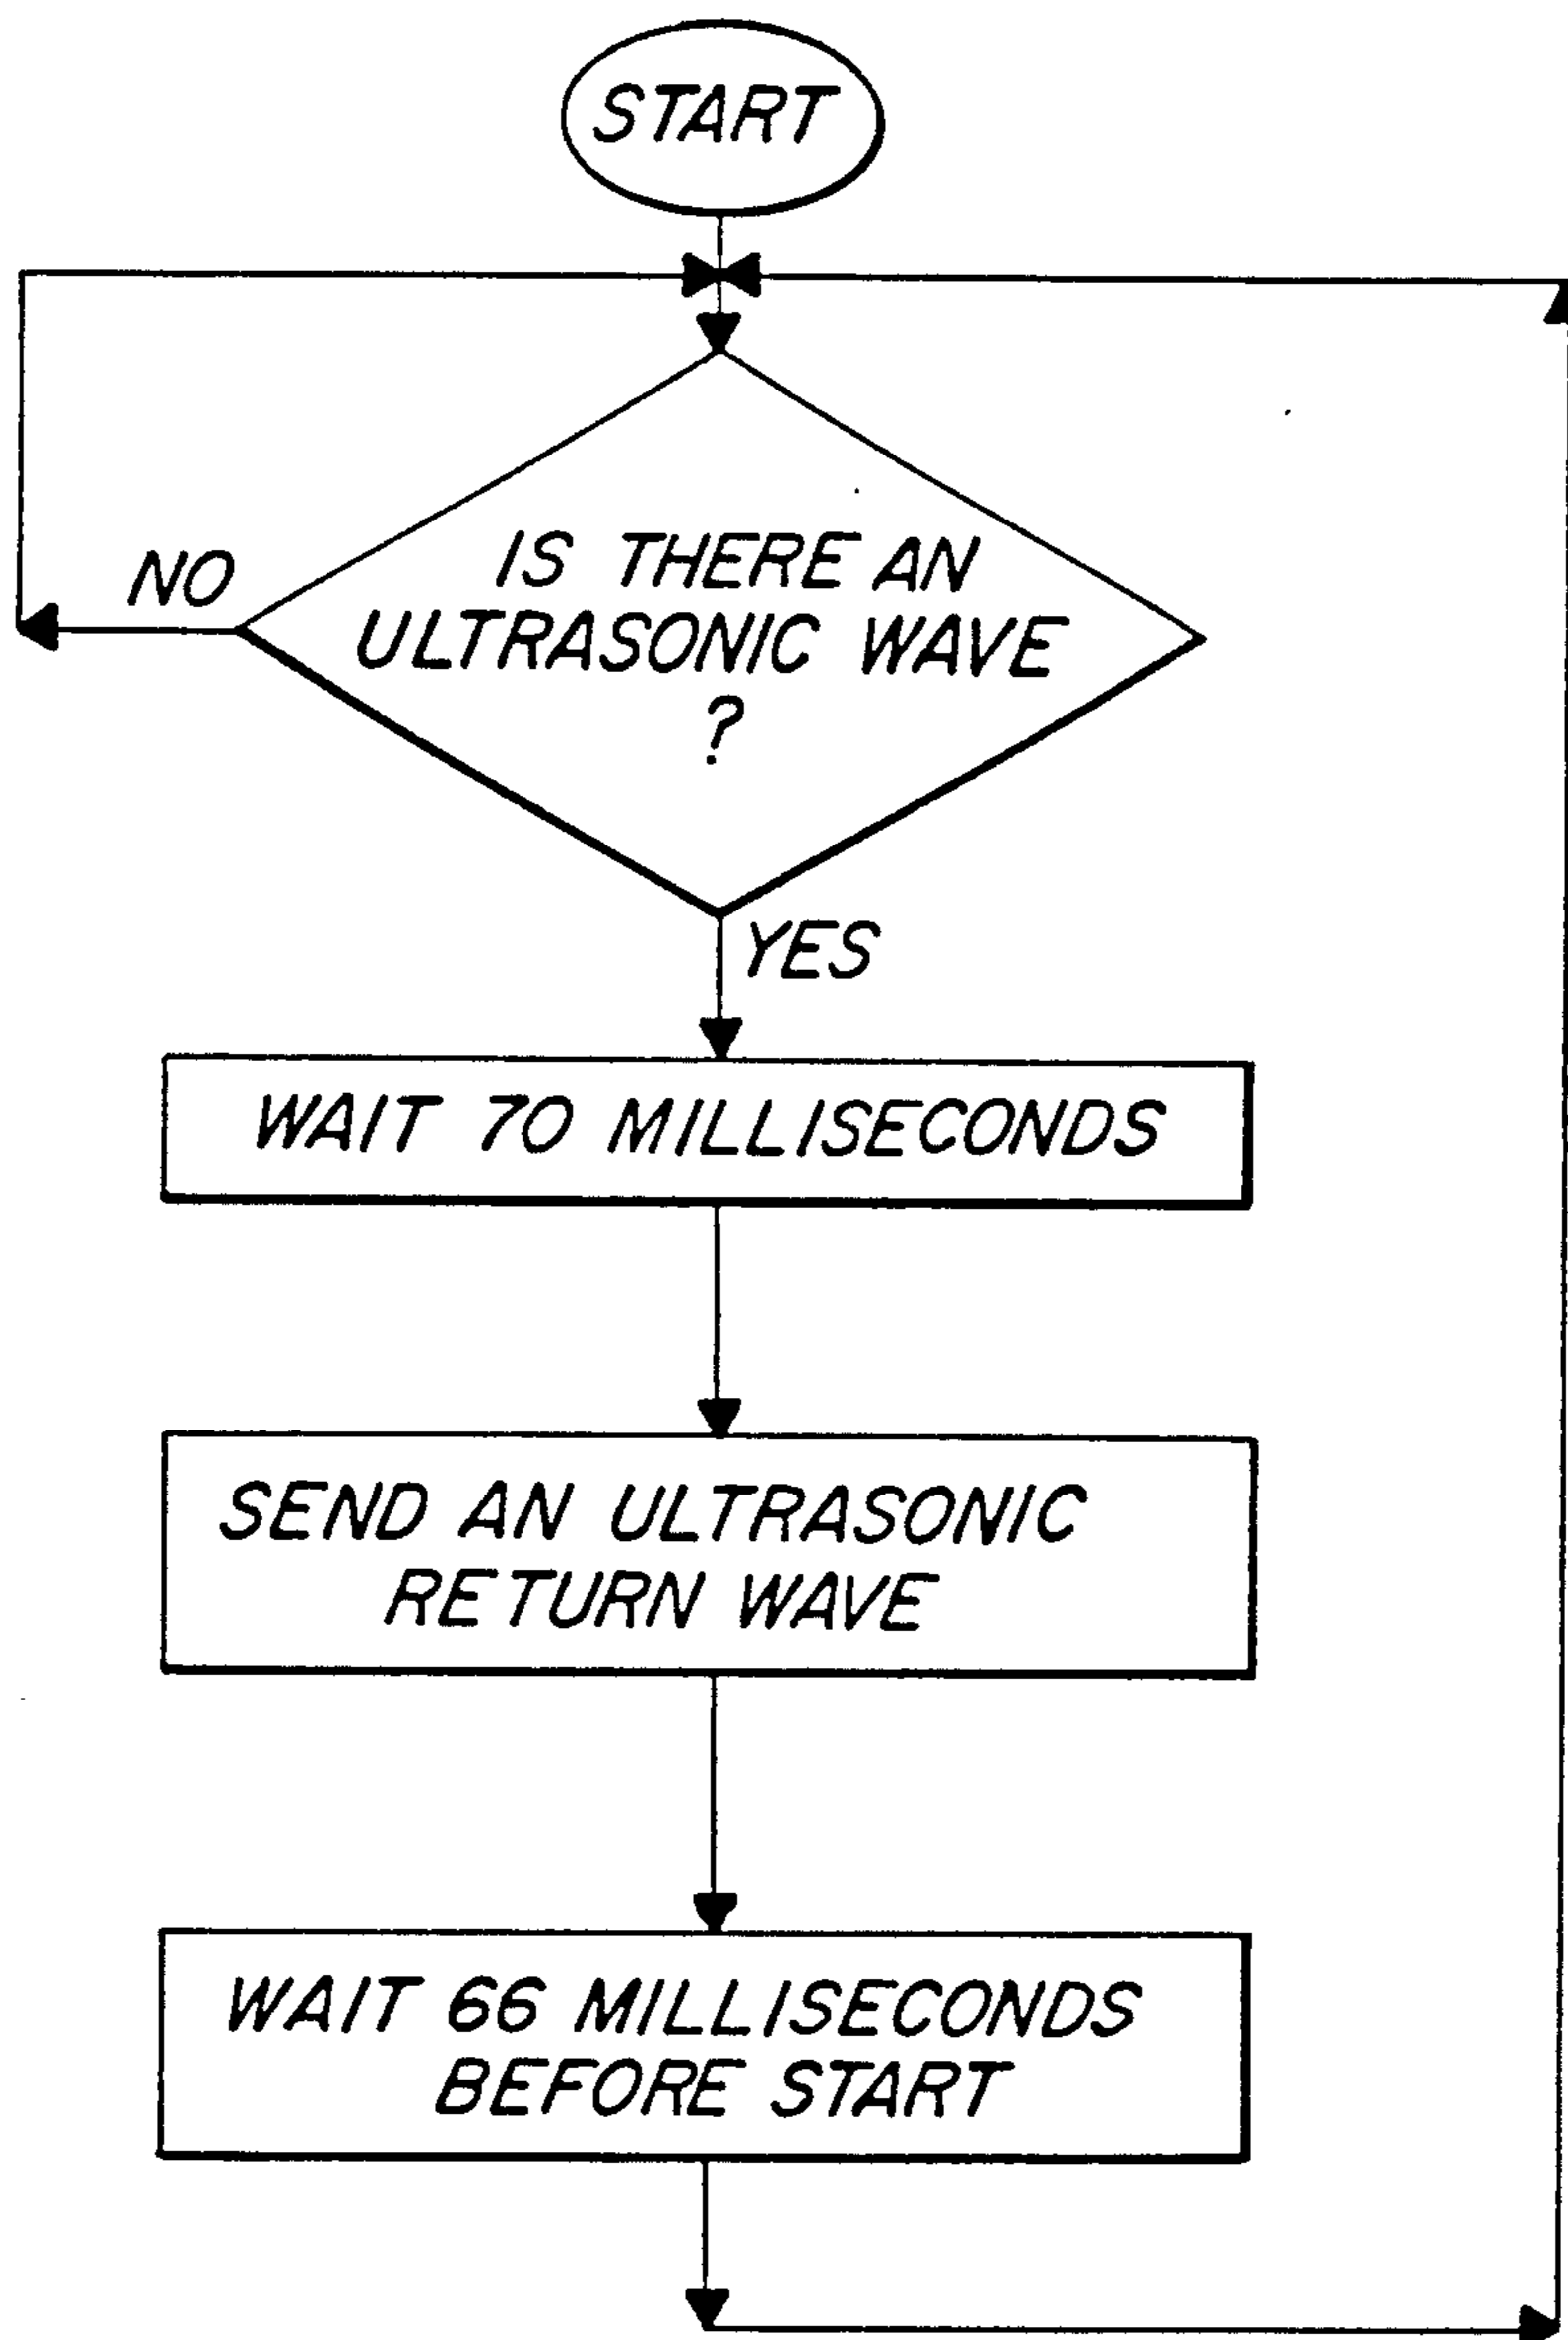 START
IS THERE AN
ULTRASONIC WAVE
?
NO
YES
WAIT 70 MILLISECONDS
SEND AN ULTRASONIC
RETURN WAVE
WAIT 66 MILLISECONDS
BEFORE START